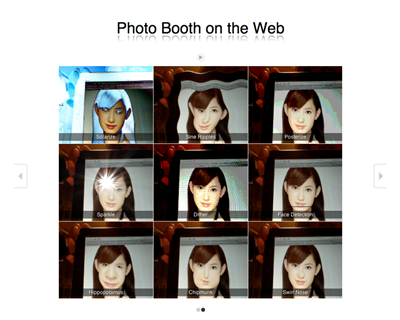 Photo Booth on the Web
Solarize
Sine Ripples
Posterize
Sparkle
Dither
Face Detection
Hippopotamus
Chipmunk
Swirl Nose